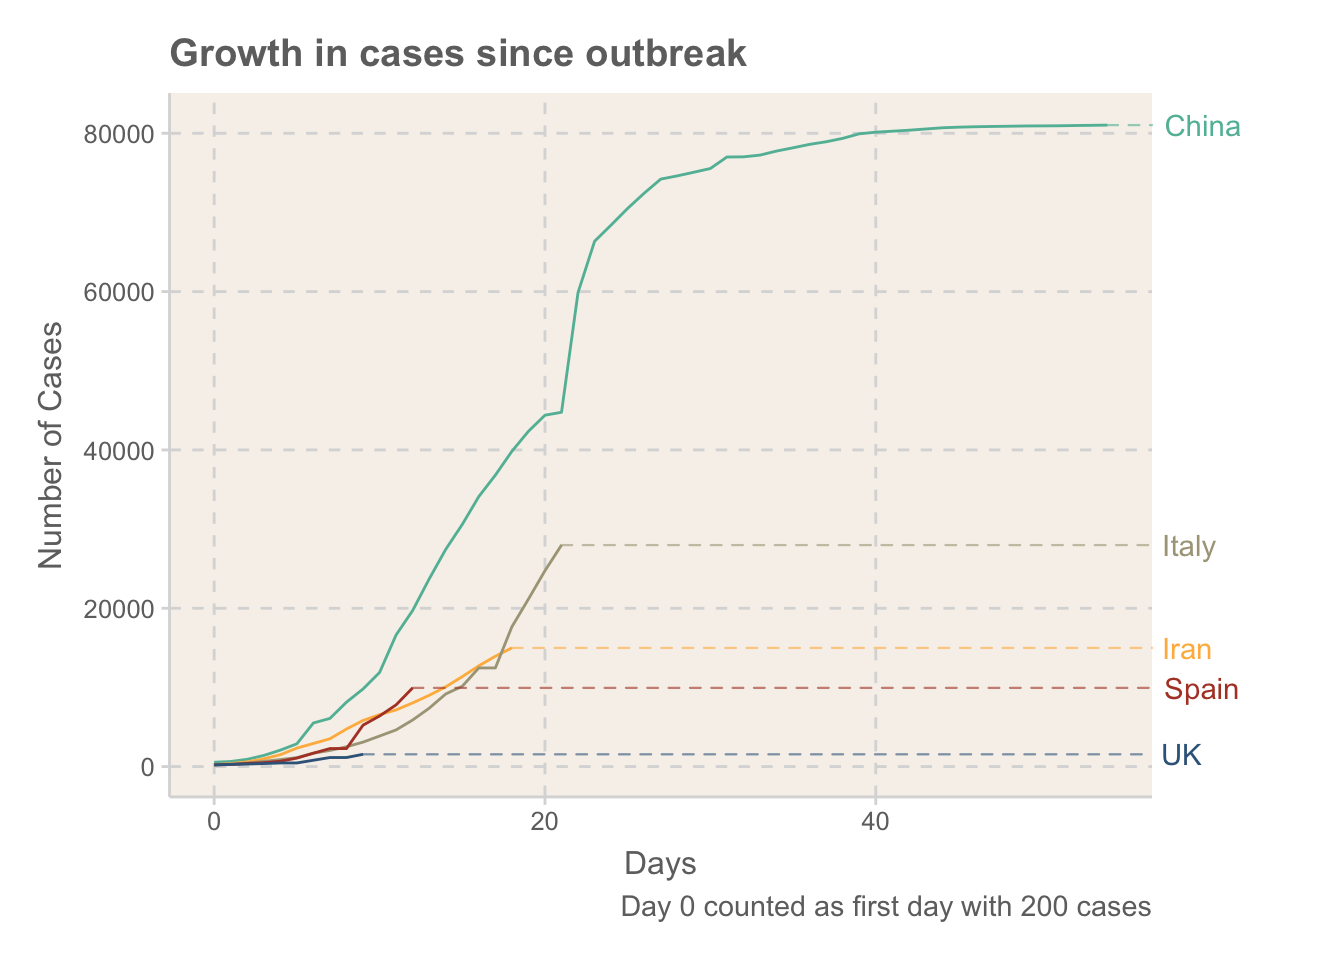 Growth in cases since outbreak
Number of Cases
80000
60000
40000
20000
0
China
Italy
Iran
Spain
UK
0 20 40
Days
Day 0 counted as first day with 200 cases